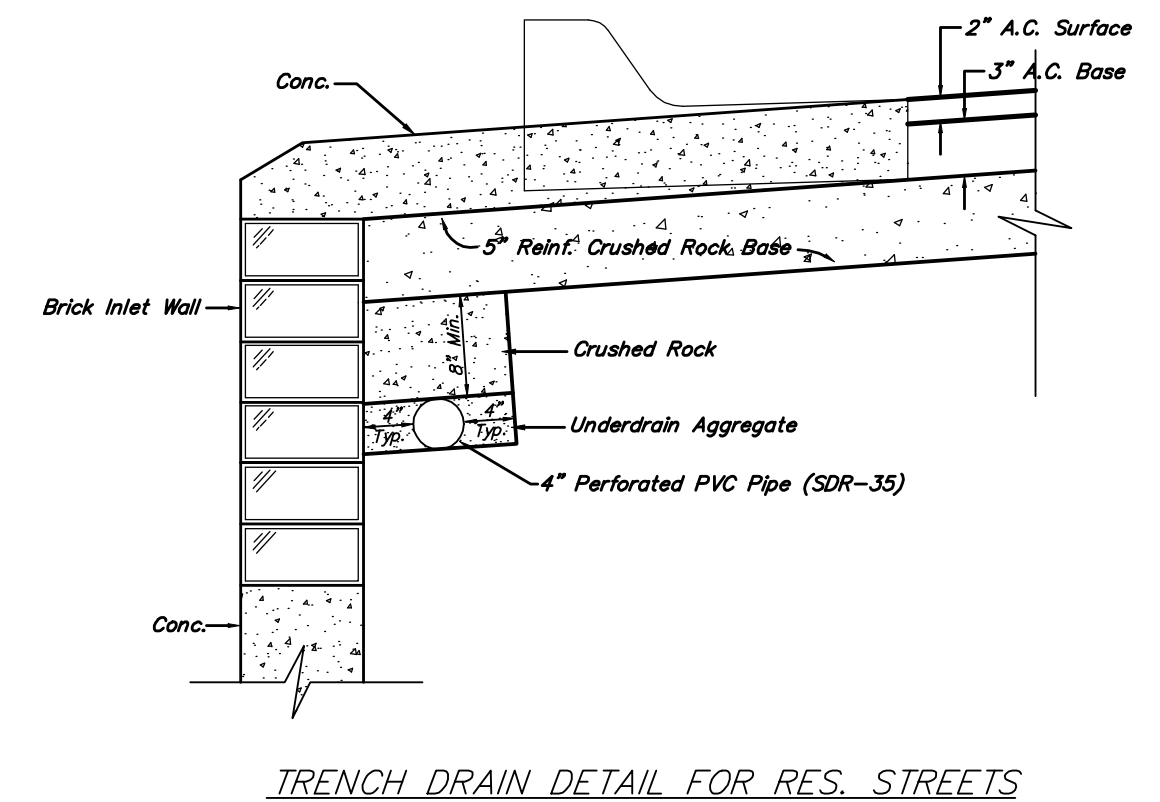 2" A.C. Surface
3" A.C. Base
Conc.
5" Reinf. Crushed Rock Base
Brick Inlet Wall
8" Min.
Crushed Rock
4" Typ.
4" Typ.
Underdrain Aggregate
4" Perforated PVC Pipe (SDR-35)
Conc.
TRENCH DRAIN DETAIL FOR RES. STREETS